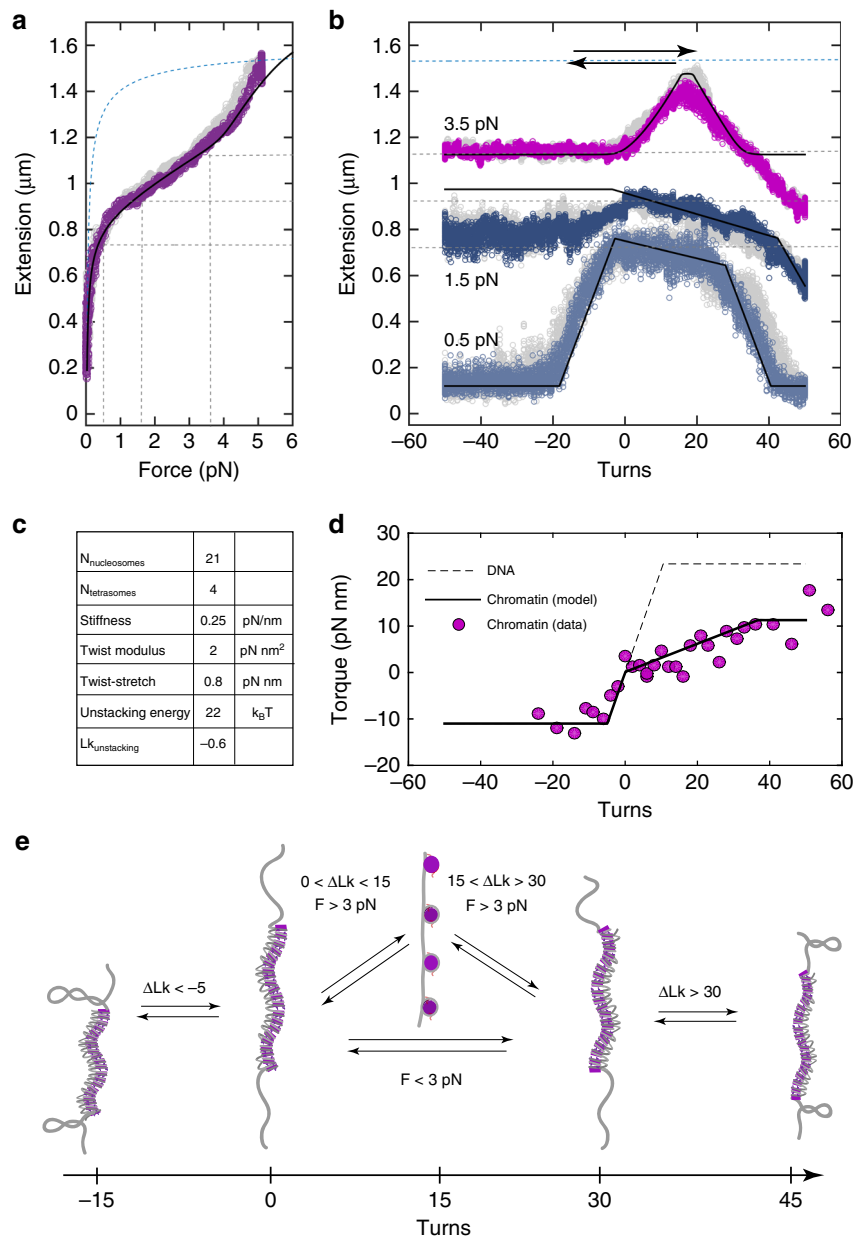 a
Extension (μm)
1.6
1.4
1.2
1
0.8
0.6
0.4
0.2
0
0 1 2 3 4 5 6
Force (pN)
b
Extension (μm)
1.6
1.4
1.2
1
0.8
0.6
0.4
0.2
0
3.5 pN
1.5 pN
0.5 pN
−60 −40 −20 0 20 40 60
Turns
c
Nnucleosomes 21
Ntetrasomes 4
Stiffness 0.25 pN/nm
Twist modulus 2 pN nm²
Twist-stretch 0.8 pN nm
Unstacking energy 22 kBT
Lkunstacking −0.6
d
Torque (pN nm)
30
20
10
0
−10
−20
DNA
Chromatin (model)
Chromatin (data)
−60 −40 −20 0 20 40 60
Turns
e
0 < ΔLk < 15
F > 3 pN
15 < ΔLk > 30
F > 3 pN
ΔLk < −5
ΔLk > 30
F < 3 pN
−15 0 15 30 45
Turns